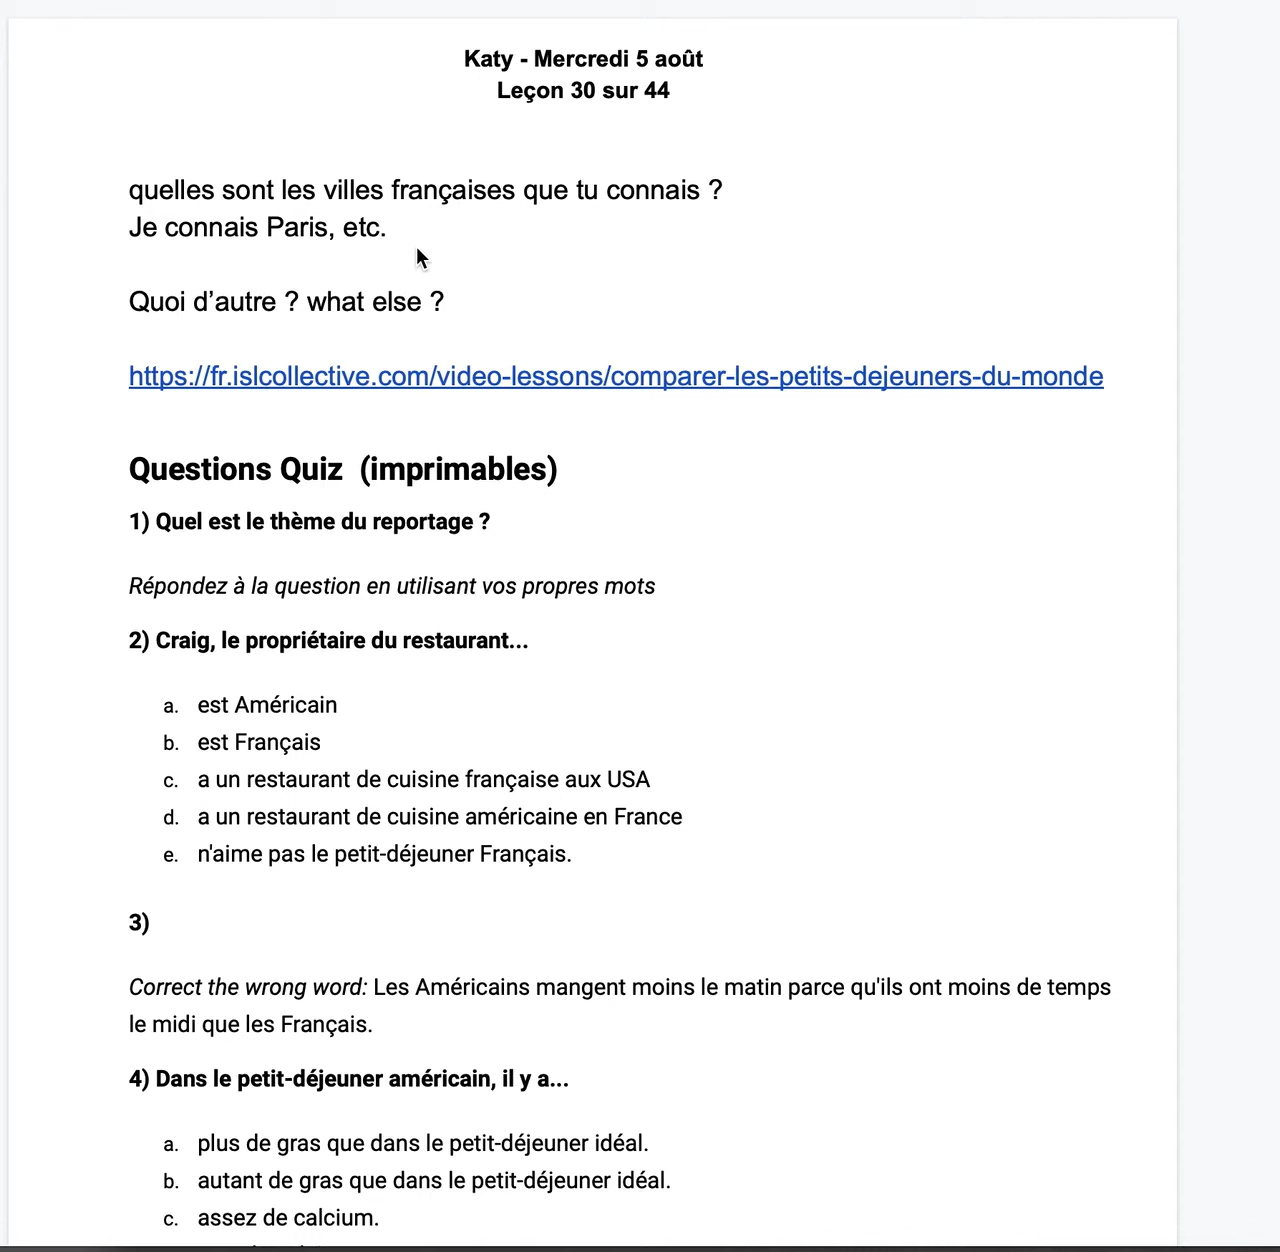 Katy - Mercredi 5 août
Leçon 30 sur 44
quelles sont les villes françaises que tu connais ?
Je connais Paris, etc.
Quoi d’autre ? what else ?
https://fr.islcollective.com/video-lessons/comparer-les-petits-dejeuners-du-monde
Questions Quiz (imprimables)
1) Quel est le thème du reportage ?
Répondez à la question en utilisant vos propres mots
2) Craig, le propriétaire du restaurant...
a. est Américain
b. est Français
c. a un restaurant de cuisine française aux USA
d. a un restaurant de cuisine américaine en France
e. n'aime pas le petit-déjeuner Français.
3)
Correct the wrong word: Les Américains mangent moins le matin parce qu'ils ont moins de temps
le midi que les Français.
4) Dans le petit-déjeuner américain, il y a...
a. plus de gras que dans le petit-déjeuner idéal.
b. autant de gras que dans le petit-déjeuner idéal.
c. assez de calcium.